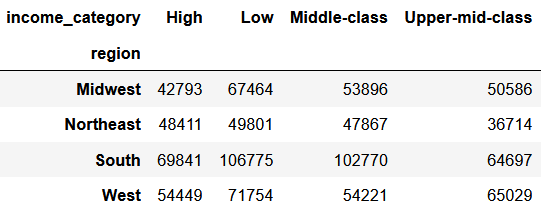 income_category High Low Middle-class Upper-mid-class
region
Midwest 42793 67464 53896 50586
Northeast 48411 49801 47867 36714
South 69841 106775 102770 64697
West 54449 71754 54221 65029